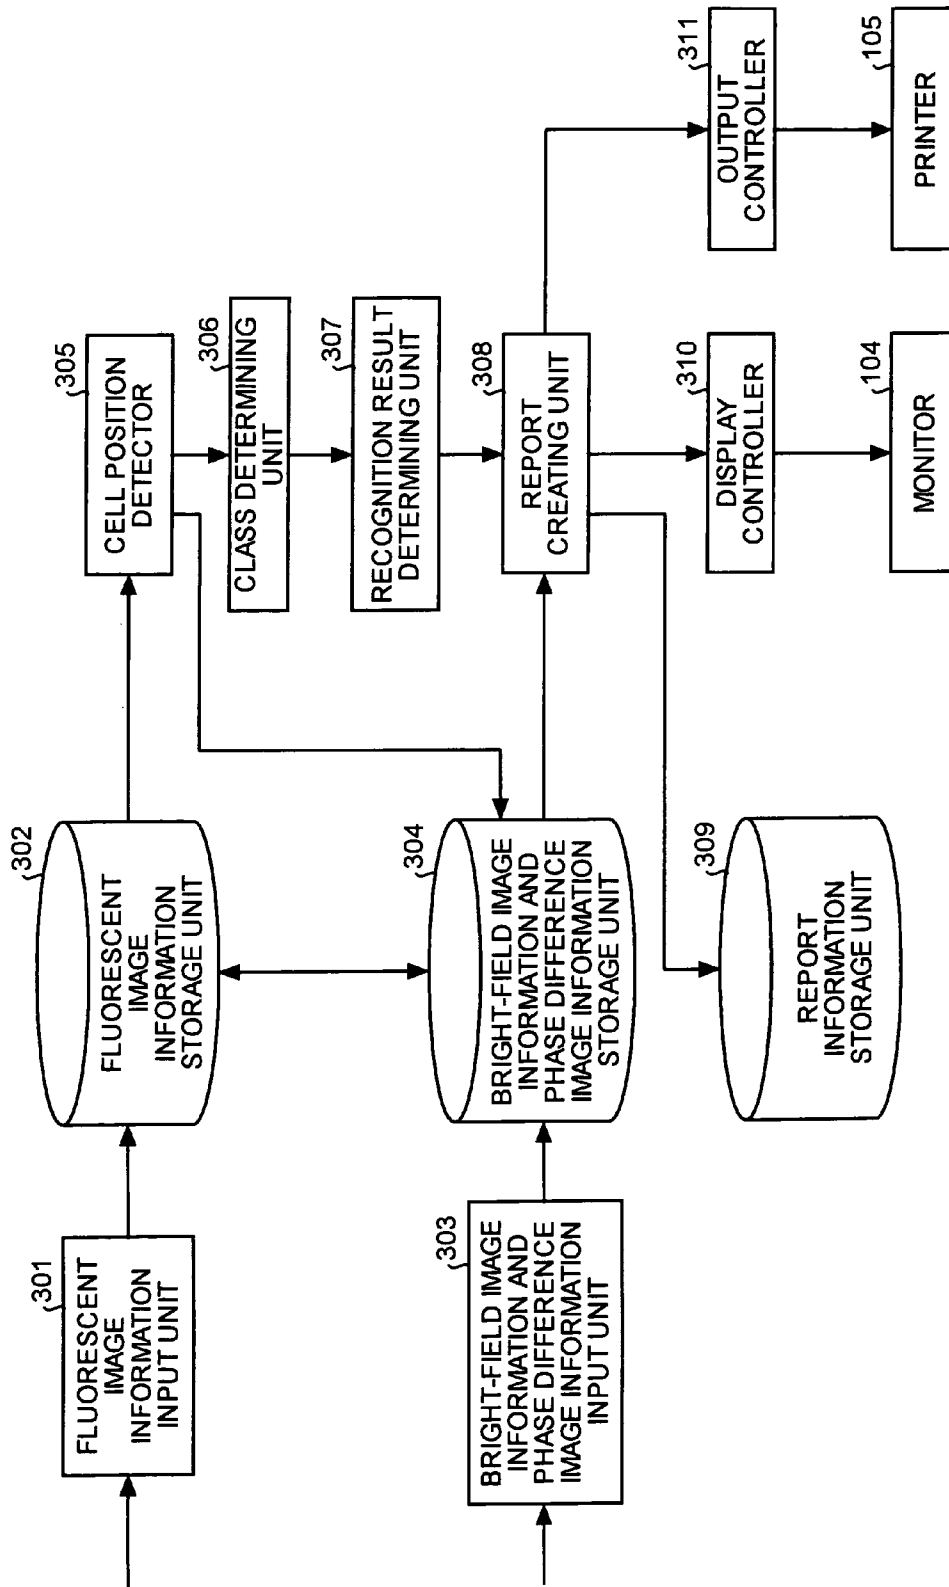 301
FLUORESCENT
IMAGE
INFORMATION
INPUT UNIT
302
FLUORESCENT
IMAGE
INFORMATION
STORAGE UNIT
305
CELL POSITION
DETECTOR
306
CLASS DETERMINING
UNIT
307
RECOGNITION RESULT
DETERMINING UNIT
303
BRIGHT-FIELD IMAGE
INFORMATION AND
PHASE DIFFERENCE
IMAGE INFORMATION
INPUT UNIT
304
BRIGHT-FIELD IMAGE
INFORMATION AND
PHASE DIFFERENCE
IMAGE INFORMATION
STORAGE UNIT
308
REPORT
CREATING UNIT
309
REPORT
INFORMATION
STORAGE UNIT
310
DISPLAY
CONTROLLER
311
OUTPUT
CONTROLLER
104
MONITOR
105
PRINTER